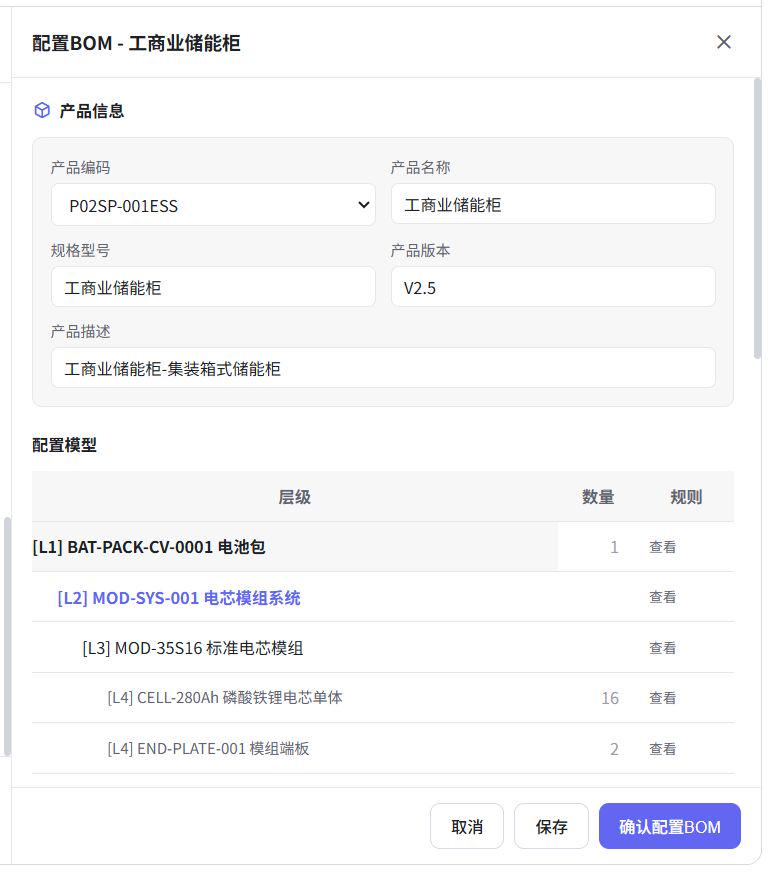 配置BOM - 工商业储能柜
产品信息
产品编码 产品名称
P02SP-001ESS 工商业储能柜
规格型号 产品版本
工商业储能柜 V2.5
产品描述
工商业储能柜-集装箱式储能柜
配置模型
层级 数量 规则
[L1] BAT-PACK-CV-0001 电池包 1 查看
[L2] MOD-SYS-001 电芯模组系统 查看
[L3] MOD-35S16 标准电芯模组 查看
[L4] CELL-280Ah 磷酸铁锂电芯单体 16 查看
[L4] END-PLATE-001 模组端板 2 查看
取消 保存 确认配置BOM